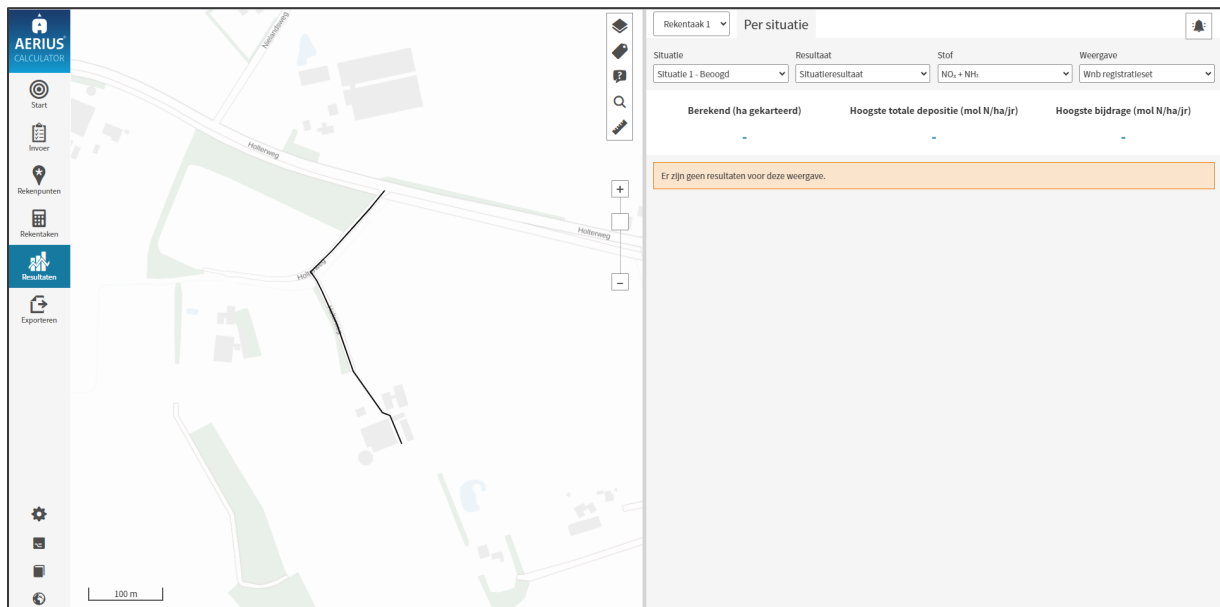 AERIUS®
CALCULATOR
Start
Invoer
Rekenpunten
Rekentaken
Resultaten
Exporteren
Nielandsweg
Holterweg
Holterweg
Holterweg
100 m
+
−
Rekentaak 1
Per situatie
Situatie
Resultaat
Stof
Weergave
Situatie 1 - Beoogd
Situatieresultaat
NOₓ + NH₃
Wnb registratieset
Berekend (ha gekarteerd)
Hoogste totale depositie (mol N/ha/jr)
Hoogste bijdrage (mol N/ha/jr)
-
-
-
Er zijn geen resultaten voor deze weergave.